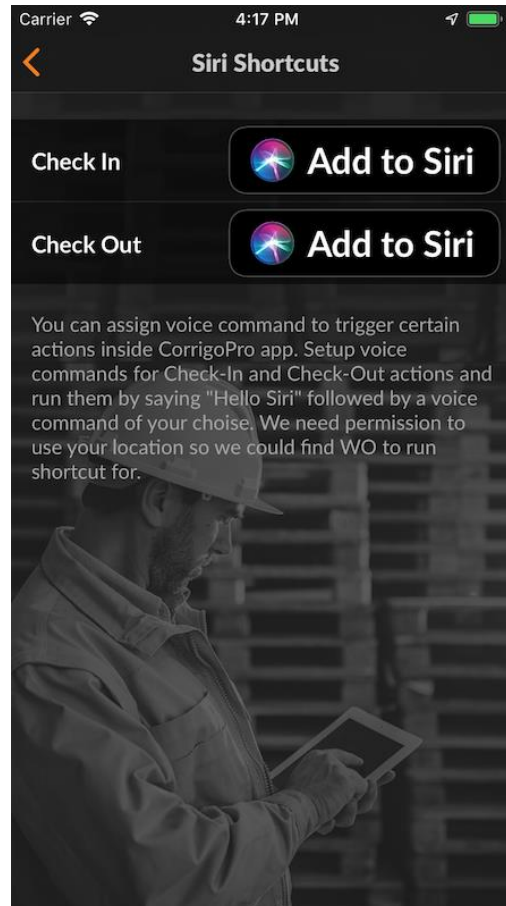 Carrier 4:17 PM
Siri Shortcuts
Check In Add to Siri
Check Out Add to Siri
You can assign voice command to trigger certain
actions inside CorrigoPro app. Setup voice
commands for Check-In and Check-Out actions and
run them by saying "Hello Siri" followed by a voice
command of your choise. We need permission to
use your location so we could find WO to run
shortcut for.